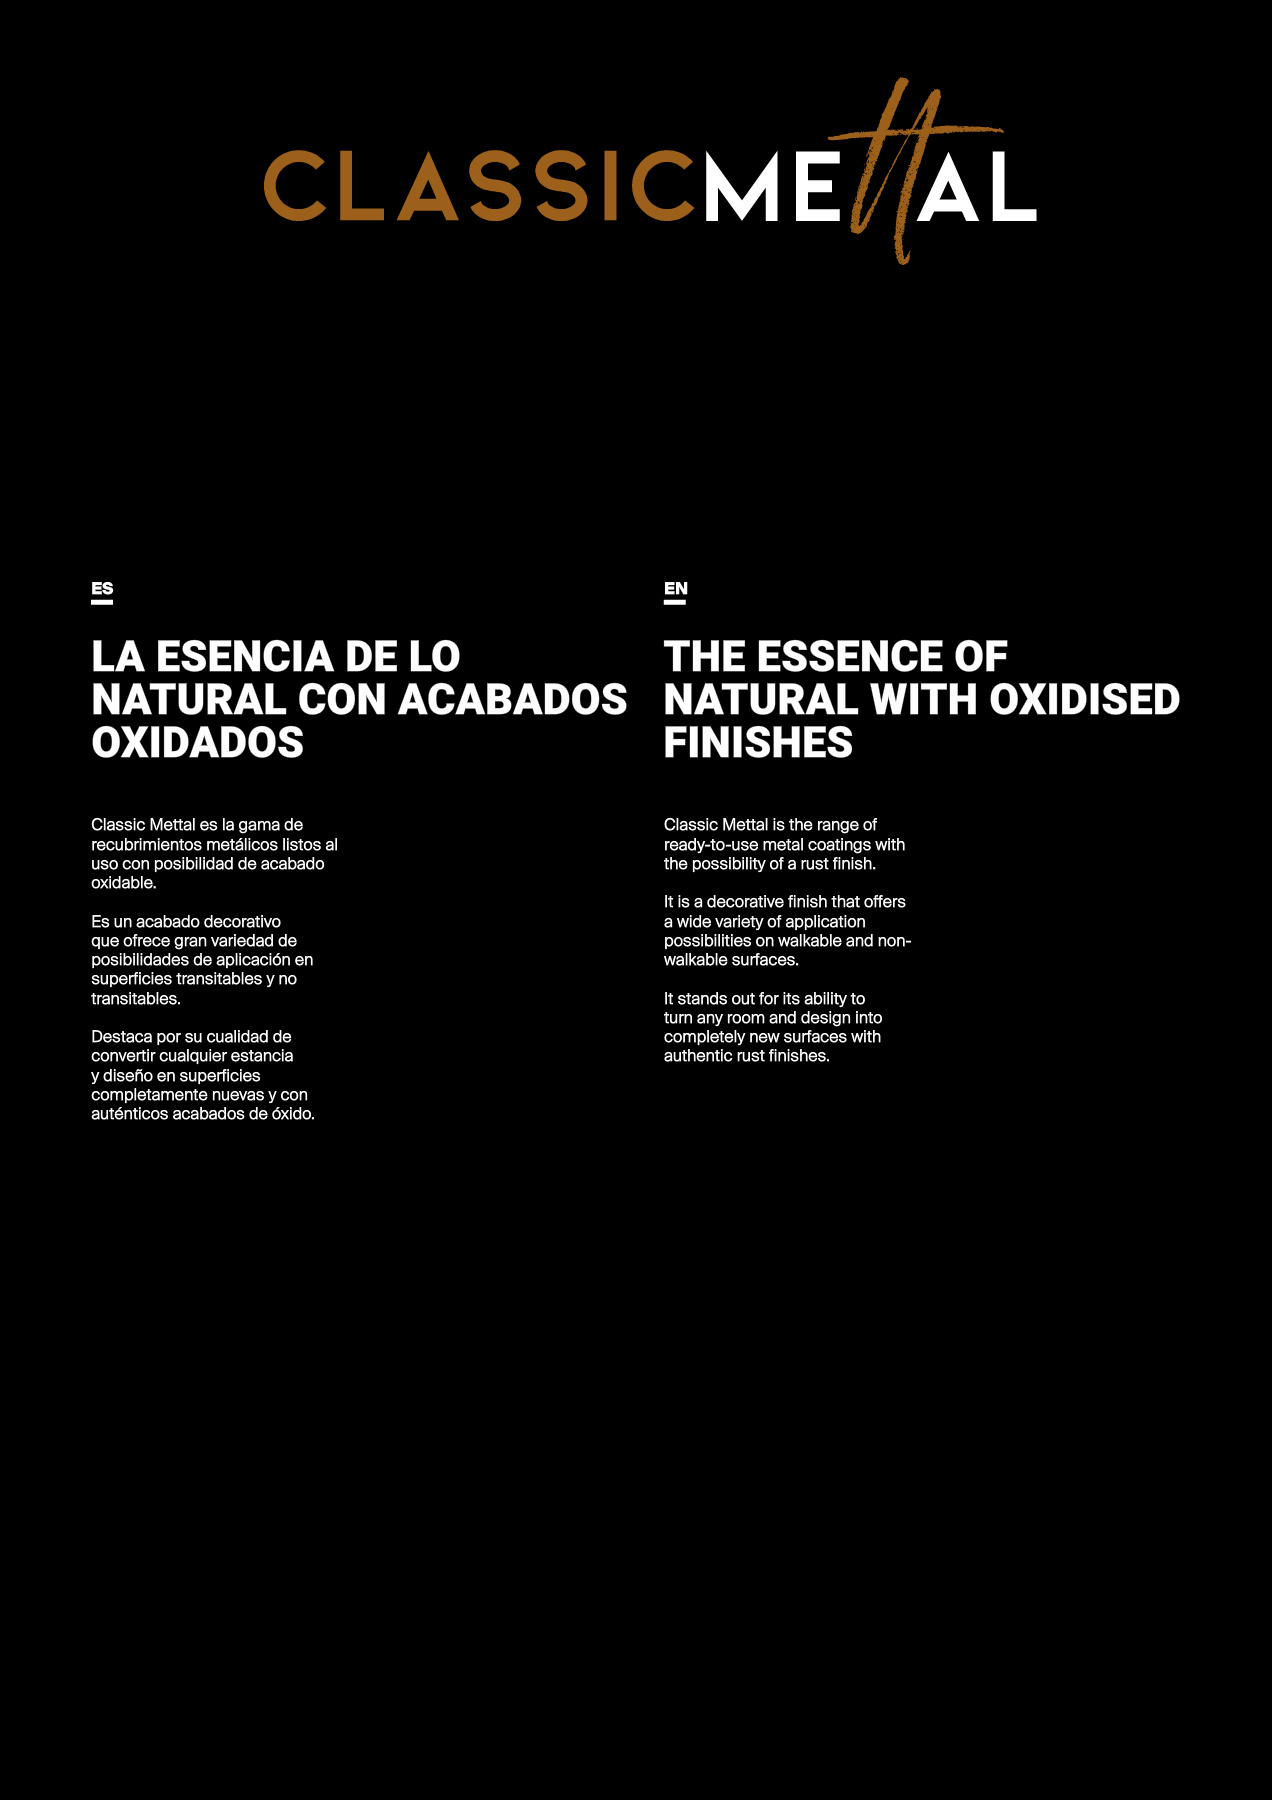 CLASSICMETTAL
ES
LA ESENCIA DE LO
NATURAL CON ACABADOS
OXIDADOS
Classic Mettal es la gama de
recubrimientos metálicos listos al
uso con posibilidad de acabado
oxidable.
Es un acabado decorativo
que ofrece gran variedad de
posibilidades de aplicación en
superficies transitables y no
transitables.
Destaca por su cualidad de
convertir cualquier estancia
y diseño en superficies
completamente nuevas y con
auténticos acabados de óxido.
EN
THE ESSENCE OF
NATURAL WITH OXIDISED
FINISHES
Classic Mettal is the range of
ready-to-use metal coatings with
the possibility of a rust finish.
It is a decorative finish that offers
a wide variety of application
possibilities on walkable and non-
walkable surfaces.
It stands out for its ability to
turn any room and design into
completely new surfaces with
authentic rust finishes.